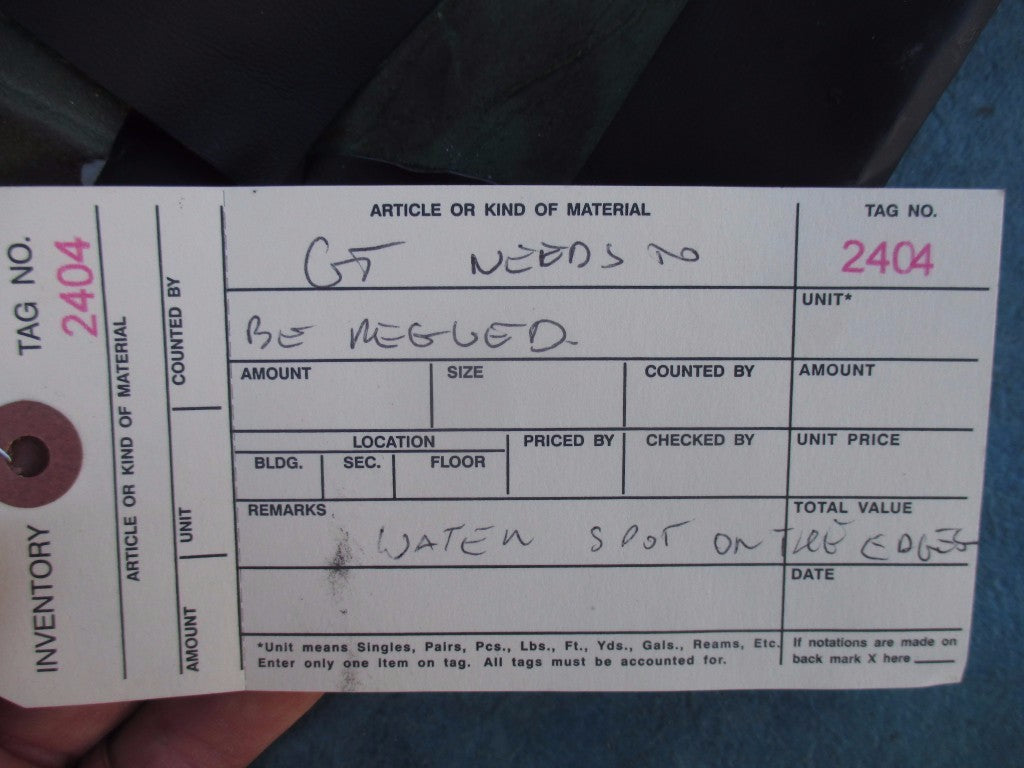 ARTICLE OR KIND OF MATERIAL
TAG NO.
GT NEEDS TO
2404
UNIT*
BE REGLUED.
AMOUNT
SIZE
COUNTED BY
AMOUNT
LOCATION
PRICED BY
CHECKED BY
UNIT PRICE
BLDG.
SEC.
FLOOR
REMARKS
TOTAL VALUE
WATER SPOT ON THE EDGES
DATE
*Unit means Singles, Pairs, Pcs., Lbs., Ft., Yds., Gals., Reams, Etc.
Enter only one item on tag. All tags must be accounted for.
If notations are made on
back mark X here
INVENTORY
TAG NO.
2404
ARTICLE OR KIND OF MATERIAL
AMOUNT
UNIT
COUNTED BY